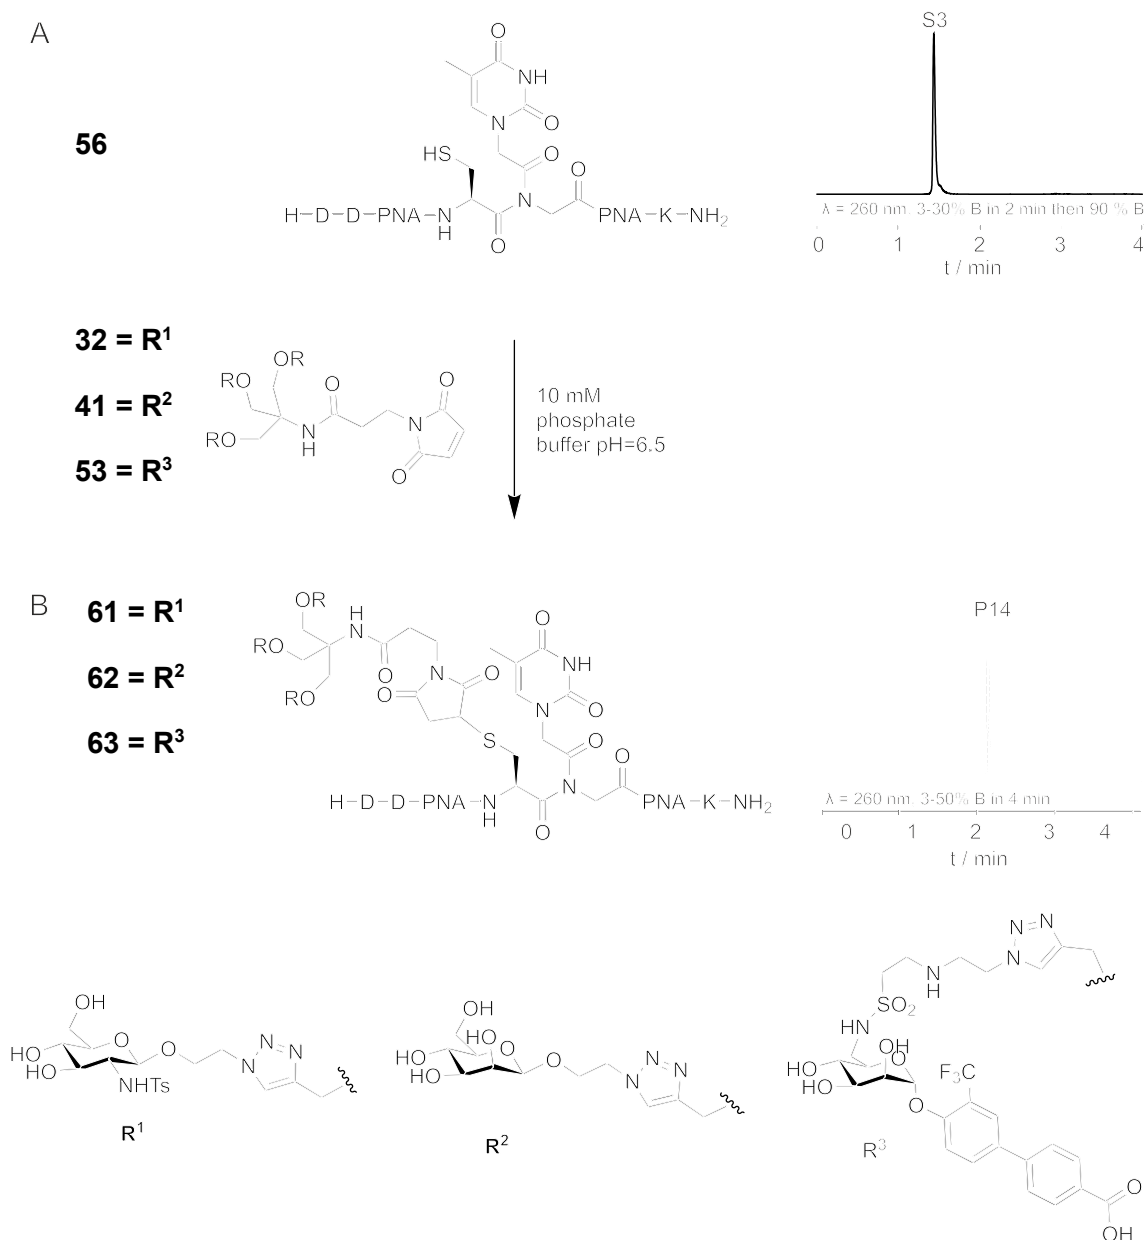 A
S3
56
O
NH
N
O
HS
O
O
H–D–D–PNA–N
H
N
O
PNA–K–NH₂
λ = 260 nm. 3-30% B in 2 min then 90 % B
0 1 2 3 4
t / min
32 = R¹
41 = R²
53 = R³
OR
RO
RO
O
N
H
O
N
O
10 mM
phosphate
buffer pH=6.5
B
61 = R¹
62 = R²
63 = R³
P14
OR
H
N
RO
RO
O
N
O
O
O
NH
N
O
S
O
O
H–D–D–PNA–N
H
N
O
PNA–K–NH₂
λ = 260 nm. 3-50% B in 4 min
0 1 2 3 4
t / min
OH
HO
HO
O
O
NHTs
N=N
N
R¹
OH
HO
HO
HO
O
O
N=N
N
R²
N=N
N
N
H
SO₂
HN
OH
O
HO
HO
F₃C
O
R³
O
OH